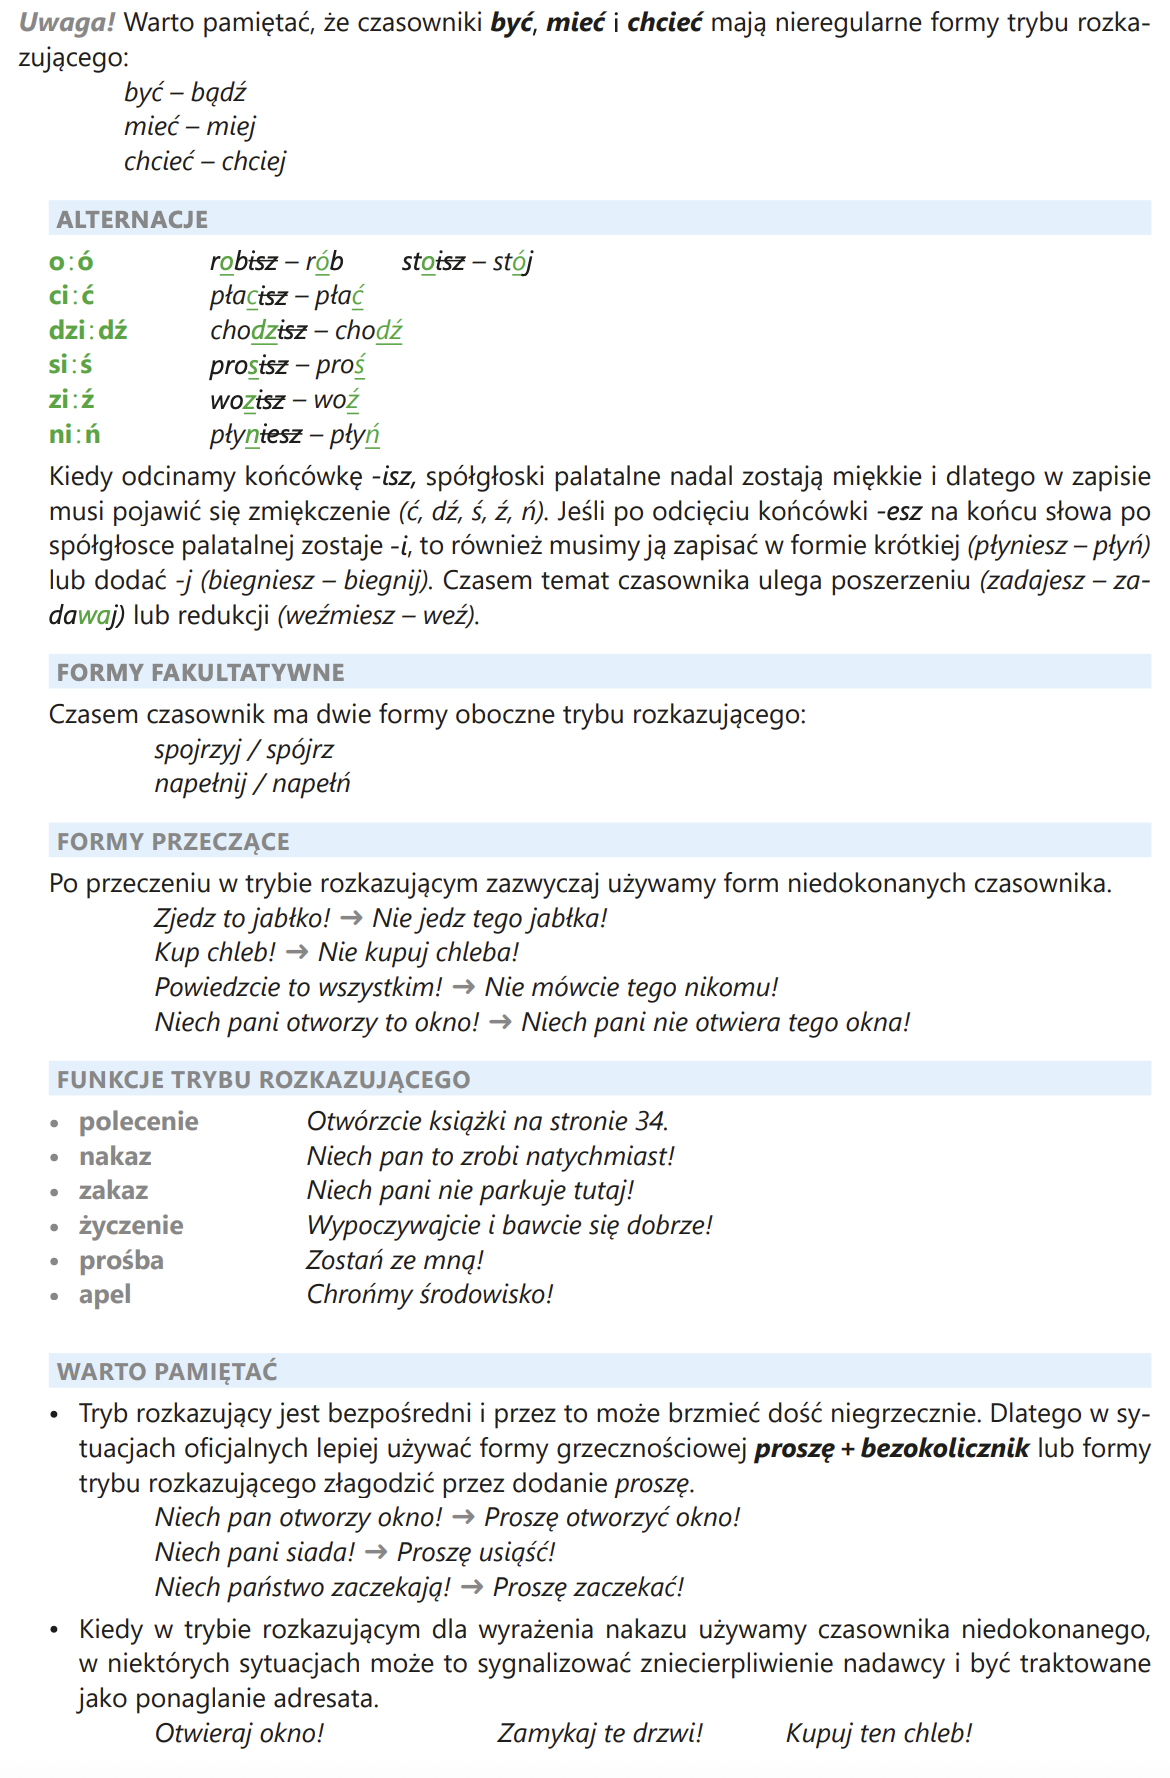 Uwaga! Warto pamiętać, że czasowniki być, mieć i chcieć mają nieregularne formy trybu rozka-
zującego:
być – bądź
mieć – miej
chcieć – chciej
ALTERNACJE
o : ó robisz – rób stoisz – stój
ci : ć płacisz – płać
dzi : dź chodzisz – chodź
si : ś prosisz – proś
zi : ź wozisz – woź
ni : ń płyniesz – płyń
Kiedy odcinamy końcówkę -isz, spółgłoski palatalne nadal zostają miękkie i dlatego w zapisie
musi pojawić się zmiękczenie (ć, dź, ś, ź, ń). Jeśli po odcięciu końcówki -esz na końcu słowa po
spółgłosce palatalnej zostaje -i, to również musimy ją zapisać w formie krótkiej (płyniesz – płyń)
lub dodać -j (biegniesz – biegnij). Czasem temat czasownika ulega poszerzeniu (zadajesz – za-
dawaj) lub redukcji (weźmiesz – weź).
FORMY FAKULTATYWNE
Czasem czasownik ma dwie formy oboczne trybu rozkazującego:
spojrzyj / spójrz
napełnij / napełń
FORMY PRZECZĄCE
Po przeczeniu w trybie rozkazującym zazwyczaj używamy form niedokonanych czasownika.
Zjedz to jabłko! → Nie jedz tego jabłka!
Kup chleb! → Nie kupuj chleba!
Powiedzcie to wszystkim! → Nie mówcie tego nikomu!
Niech pani otworzy to okno! → Niech pani nie otwiera tego okna!
FUNKCJE TRYBU ROZKAZUJĄCEGO
• polecenie Otwórzcie książki na stronie 34.
• nakaz Niech pan to zrobi natychmiast!
• zakaz Niech pani nie parkuje tutaj!
• życzenie Wypoczywajcie i bawcie się dobrze!
• prośba Zostań ze mną!
• apel Chrońmy środowisko!
WARTO PAMIĘTAĆ
• Tryb rozkazujący jest bezpośredni i przez to może brzmieć dość niegrzecznie. Dlatego w sy-
tuacjach oficjalnych lepiej używać formy grzecznościowej proszę + bezokolicznik lub formy
trybu rozkazującego złagodzić przez dodanie proszę.
Niech pan otworzy okno! → Proszę otworzyć okno!
Niech pani siada! → Proszę usiąść!
Niech państwo zaczekają! → Proszę zaczekać!
• Kiedy w trybie rozkazującym dla wyrażenia nakazu używamy czasownika niedokonanego,
w niektórych sytuacjach może to sygnalizować zniecierpliwienie nadawcy i być traktowane
jako ponaglanie adresata.
Otwieraj okno! Zamykaj te drzwi! Kupuj ten chleb!